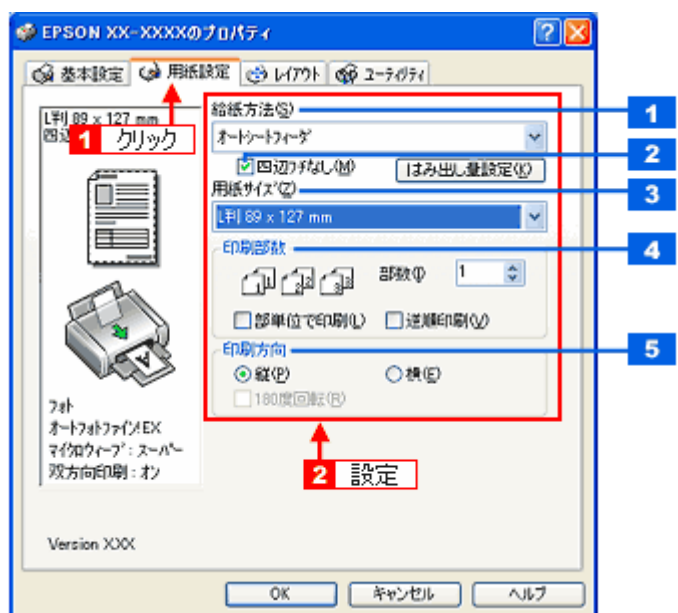 EPSON XX-XXXXのプロパティ
基本設定 用紙設定 レイアウト ユーティリティ
L判 89 x 127 mm
四辺
1 クリック
フォト
オートフォトファイン!EX
マイクロウィーブ：スーパー
双方向印刷：オン
Version XXX
給紙方法(S) 1
オートシートフィーダ
四辺フチなし(M) はみ出し量設定(K) 2
用紙サイズ(Z) 3
L判 89 x 127 mm
印刷部数 4
1 1 2 2 3 3 部数(I) 1
部単位で印刷(L) 逆順印刷(V)
印刷方向 5
縦(P) 横(E)
180度回転(R)
2 設定
OK キャンセル ヘルプ